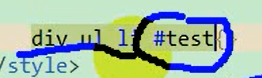 div ul li #test{}
/style>